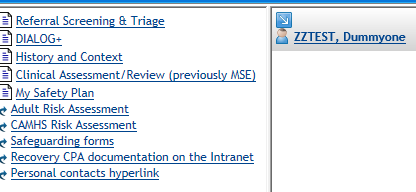 Referral Screening & Triage
DIALOG+
History and Context
Clinical Assessment/Review (previously MSE)
My Safety Plan
Adult Risk Assessment
CAMHS Risk Assessment
Safeguarding forms
Recovery CPA documentation on the Intranet
Personal contacts hyperlink
ZZTEST, Dummyone